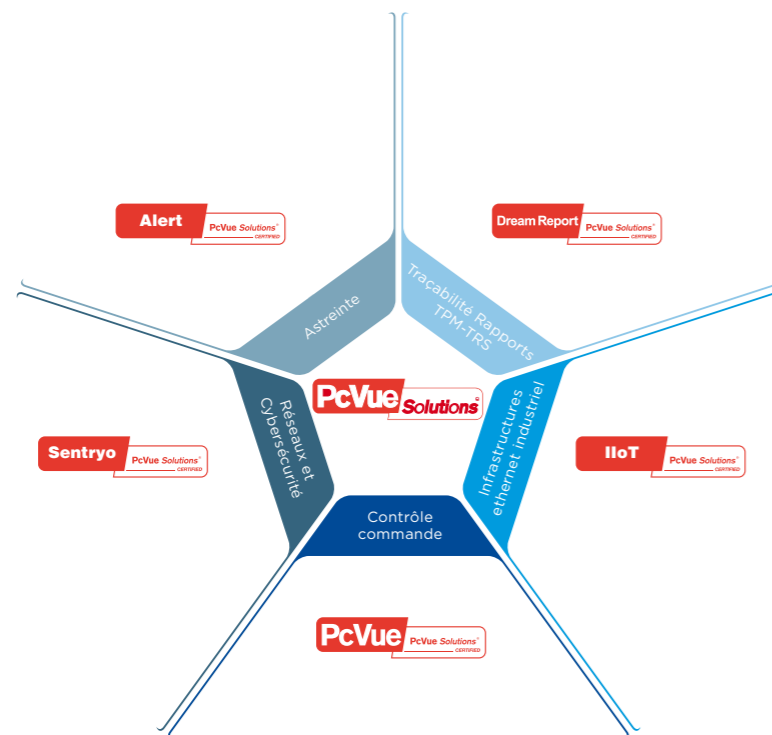 Alert
PcVue Solutions®
CERTIFIED
Dream Report
PcVue Solutions®
CERTIFIED
Astreinte
Traçabilité Rapports
TPM-TRS
PcVue Solutions®
Sentryo
PcVue Solutions®
CERTIFIED
Réseaux et
Cybersécurité
Infrastructures
ethernet industriel
IIoT
PcVue Solutions®
CERTIFIED
Contrôle
commande
PcVue
PcVue Solutions®
CERTIFIED